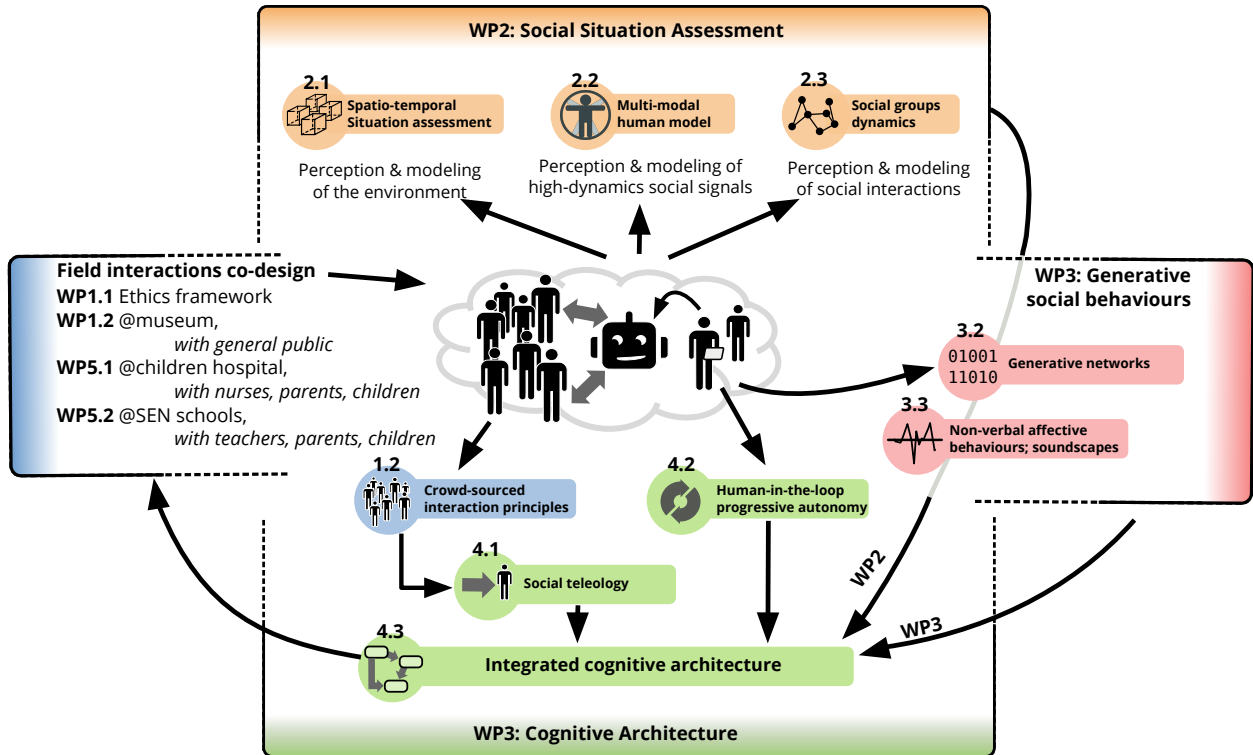 WP2: Social Situation Assessment
2.1
Spatio-temporal
Situation assessment
Perception & modeling
of the environment
2.2
Multi-modal
human model
Perception & modeling of
high-dynamics social signals
2.3
Social groups
dynamics
Perception & modeling
of social interactions
Field interactions co-design
WP1.1 Ethics framework
WP1.2 @museum,
with general public
WP5.1 @children hospital,
with nurses, parents, children
WP5.2 @SEN schools,
with teachers, parents, children
WP3: Generative
social behaviours
3.2
01001
11010
Generative networks
3.3
Non-verbal affective
behaviours; soundscapes
1.2
Crowd-sourced
interaction principles
4.2
Human-in-the-loop
progressive autonomy
4.1
Social teleology
WP2
WP3
4.3
Integrated cognitive architecture
WP3: Cognitive Architecture